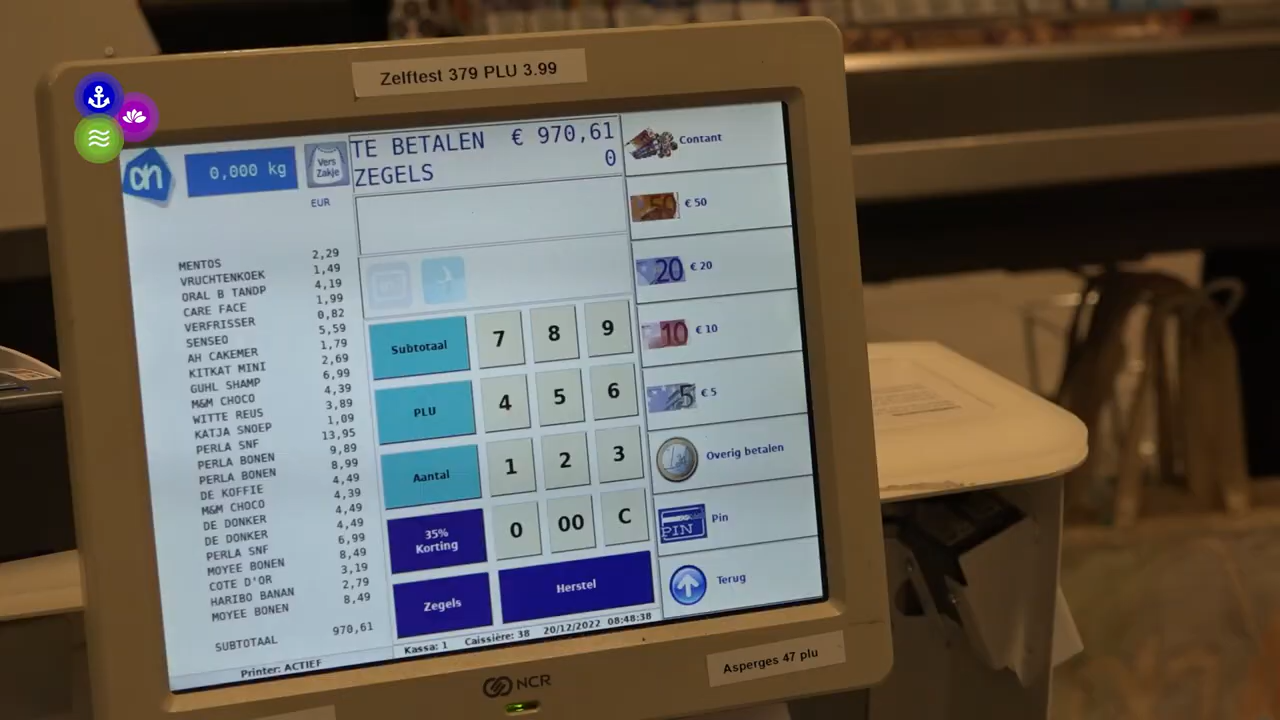 Zelftest 379 PLU 3.99
ah
0,000 kg
Vers
Zakje
EUR
MENTOS 2,29
VRUCHTENKOEK 1,49
ORAL B TANDP 4,19
CARE FACE 1,99
VERFRISSER 0,82
SENSEO 5,59
AH CAKEMER 1,79
KITKAT MINI 2,69
GUHL SHAMP 6,99
M&M CHOCO 4,39
WITTE REUS 3,89
KATJA SNOEP 1,09
PERLA SNF 13,95
PERLA BONEN 9,89
PERLA BONEN 8,99
DE KOFFIE 4,49
M&M CHOCO 4,39
DE DONKER 4,49
DE DONKER 4,49
PERLA SNF 6,99
MOYEE BONEN 8,49
COTE D'OR 3,19
HARIBO BANAN 2,79
MOYEE BONEN 8,49
SUBTOTAAL 970,61
Printer: ACTIEF
TE BETALEN € 970,61
ZEGELS 0
Subtotaal 7 8 9
PLU 4 5 6
Aantal 1 2 3
35%
Korting
0 00 C
Zegels Herstel
Kassa: 1 Caissière: 38 20/12/2022 08:48:38
Contant
50 € 50
20 € 20
10 € 10
5 € 5
Overig betalen
PIN Pin
Terug
NCR
Asperges 47 plu